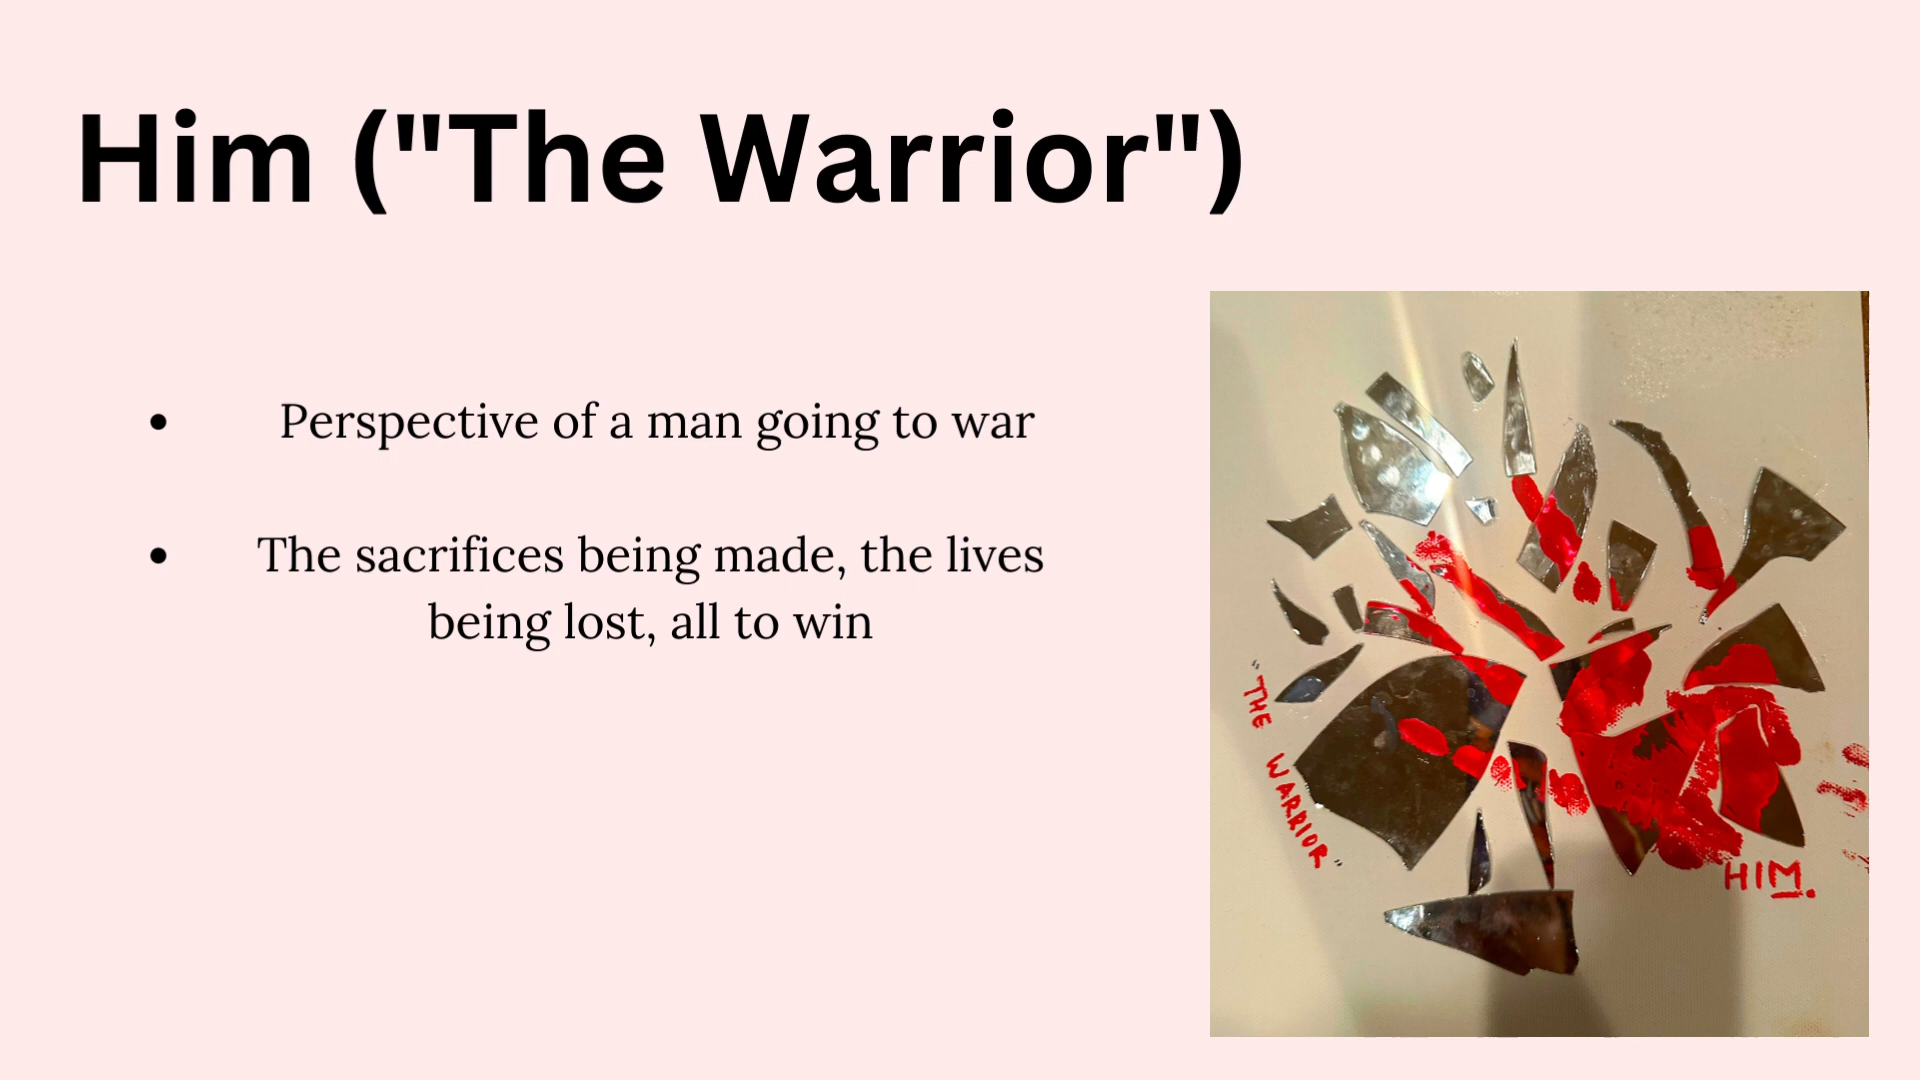 Him ("The Warrior")
• Perspective of a man going to war
• The sacrifices being made, the lives
being lost, all to win
"THE WARRIOR"
HIM.